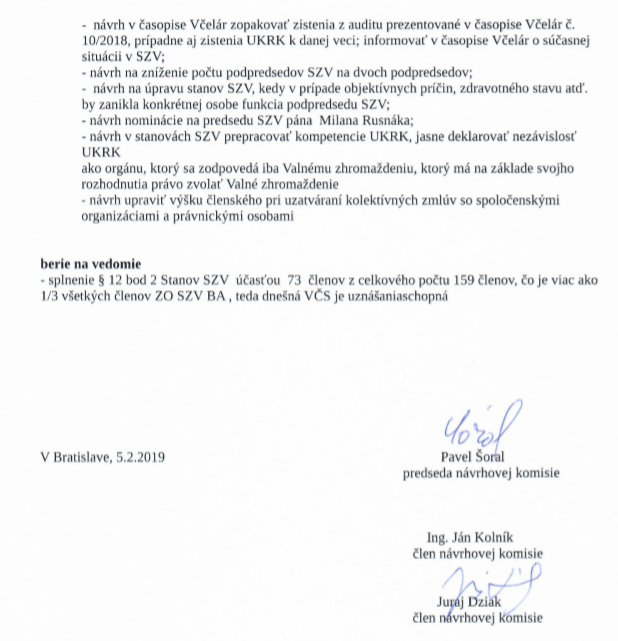 - návrh v časopise Včelár zopakovať zistenia z auditu prezentované v časopise Včelár č.
10/2018, prípadne aj zistenia UKRK k danej veci; informovať v časopise Včelár o súčasnej
situácii v SZV;
- návrh na zníženie počtu podpredsedov SZV na dvoch podpredsedov;
- návrh na úpravu stanov SZV, kedy v prípade objektívnych príčin, zdravotného stavu atď.
by zanikla konkrétnej osobe funkcia podpredsedu SZV;
- návrh nominácie na predsedu SZV pána Milana Rusnáka;
- návrh v stanovách SZV prepracovať kompetencie UKRK, jasne deklarovať nezávislosť
UKRK
ako orgánu, ktorý sa zodpovedá iba Valnému zhromaždeniu, ktorý má na základe svojho
rozhodnutia právo zvolať Valné zhromaždenie
- návrh upraviť výšku členského pri uzatváraní kolektívných zmlúv so spoločenskými
organizáciami a právnickými osobami
berie na vedomie
- splnenie § 12 bod 2 Stanov SZV účasťou 73 členov z celkového počtu 159 členov, čo je viac ako
1/3 všetkých členov ZO SZV BA , teda dnešná VČS je uznášaniaschopná
V Bratislave, 5.2.2019
Pavel Šoral
predseda návrhovej komisie
Ing. Ján Kolník
člen návrhovej komisie
Juraj Dziak
člen návrhovej komisie